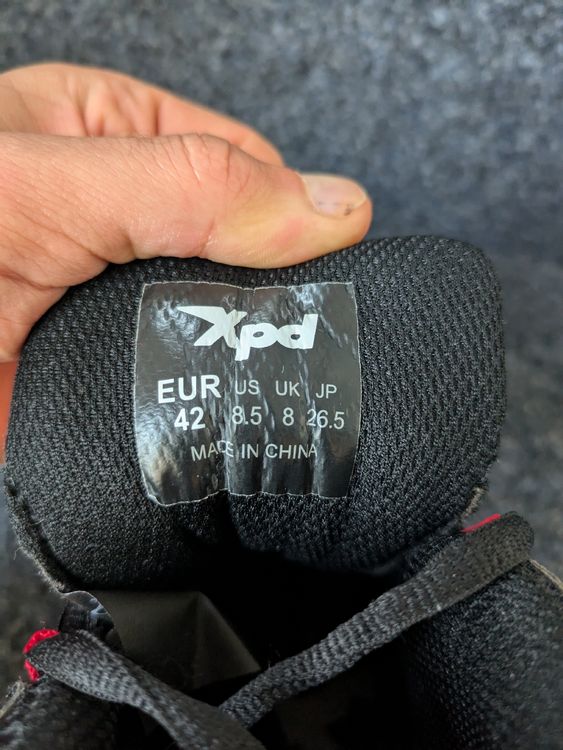 Xpd
EUR US UK JP
42 8.5 8 26.5
MADE IN CHINA